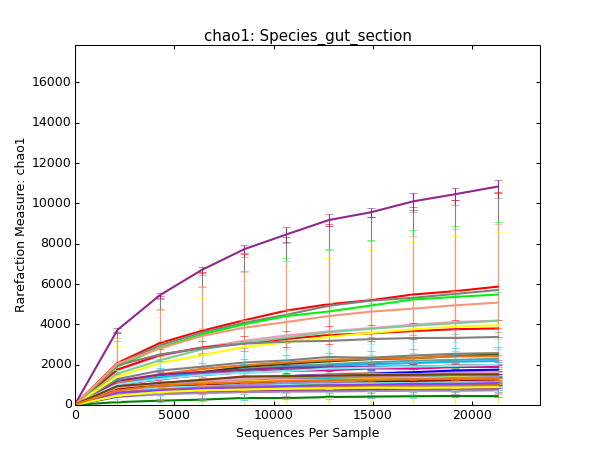 chao1: Species_gut_section
Rarefaction Measure: chao1
16000
14000
12000
10000
8000
6000
4000
2000
0
0 5000 10000 15000 20000
Sequences Per Sample